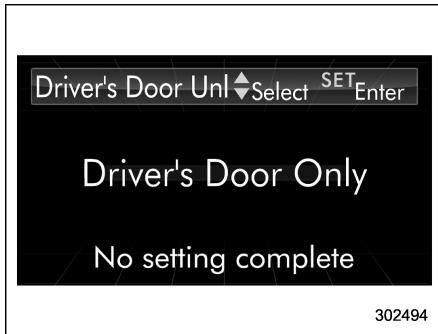 Driver's Door Unl Select SET Enter
Driver's Door Only
No setting complete
302494